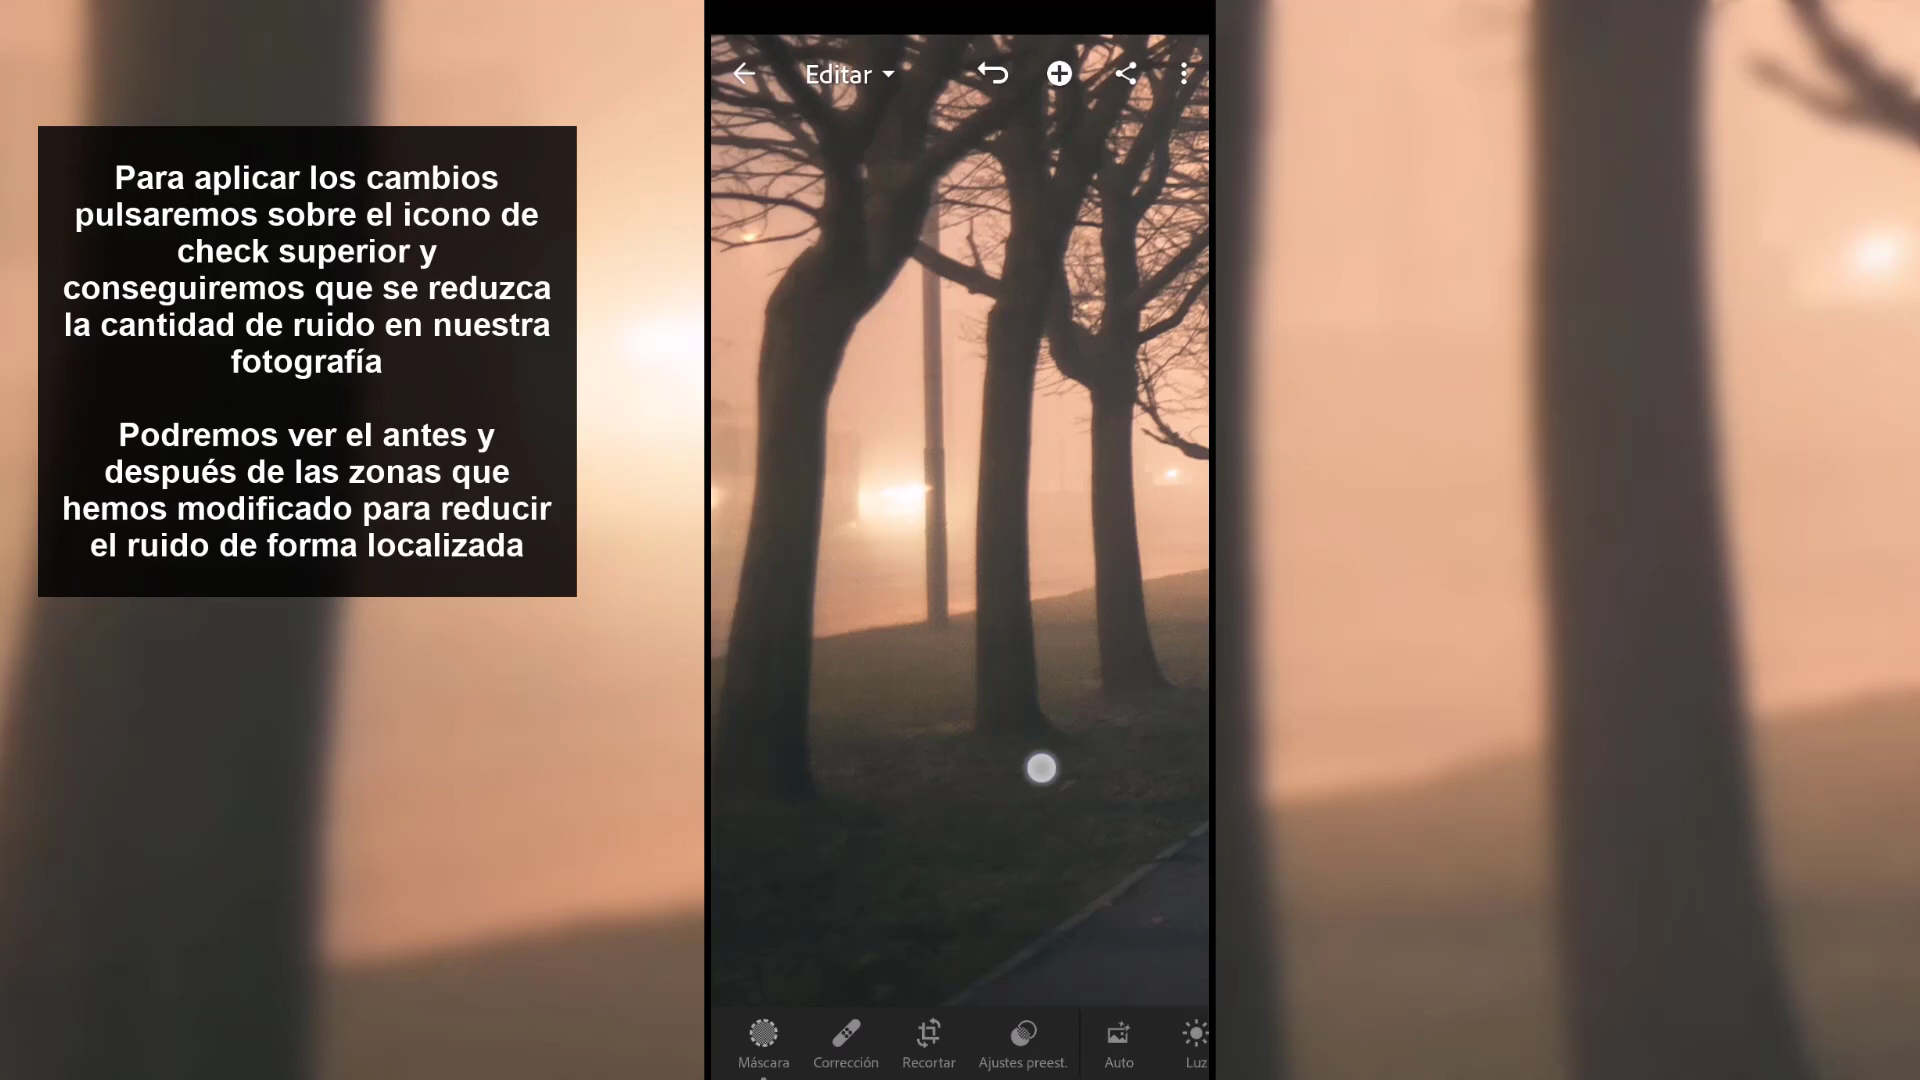 Para aplicar los cambios
pulsaremos sobre el icono de
check superior y
conseguiremos que se reduzca
la cantidad de ruido en nuestra
fotografía
Podremos ver el antes y
después de las zonas que
hemos modificado para reducir
el ruido de forma localizada
Editar
Máscara
Corrección
Recortar
Ajustes preest.
Auto
Luz